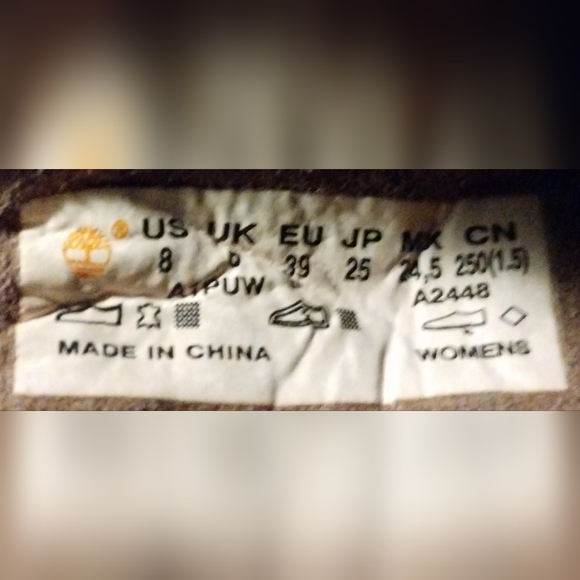 ® US UK EU JP MX CN
8 39 25 24,5 250(1.5)
A1PUW A2448
MADE IN CHINA WOMENS